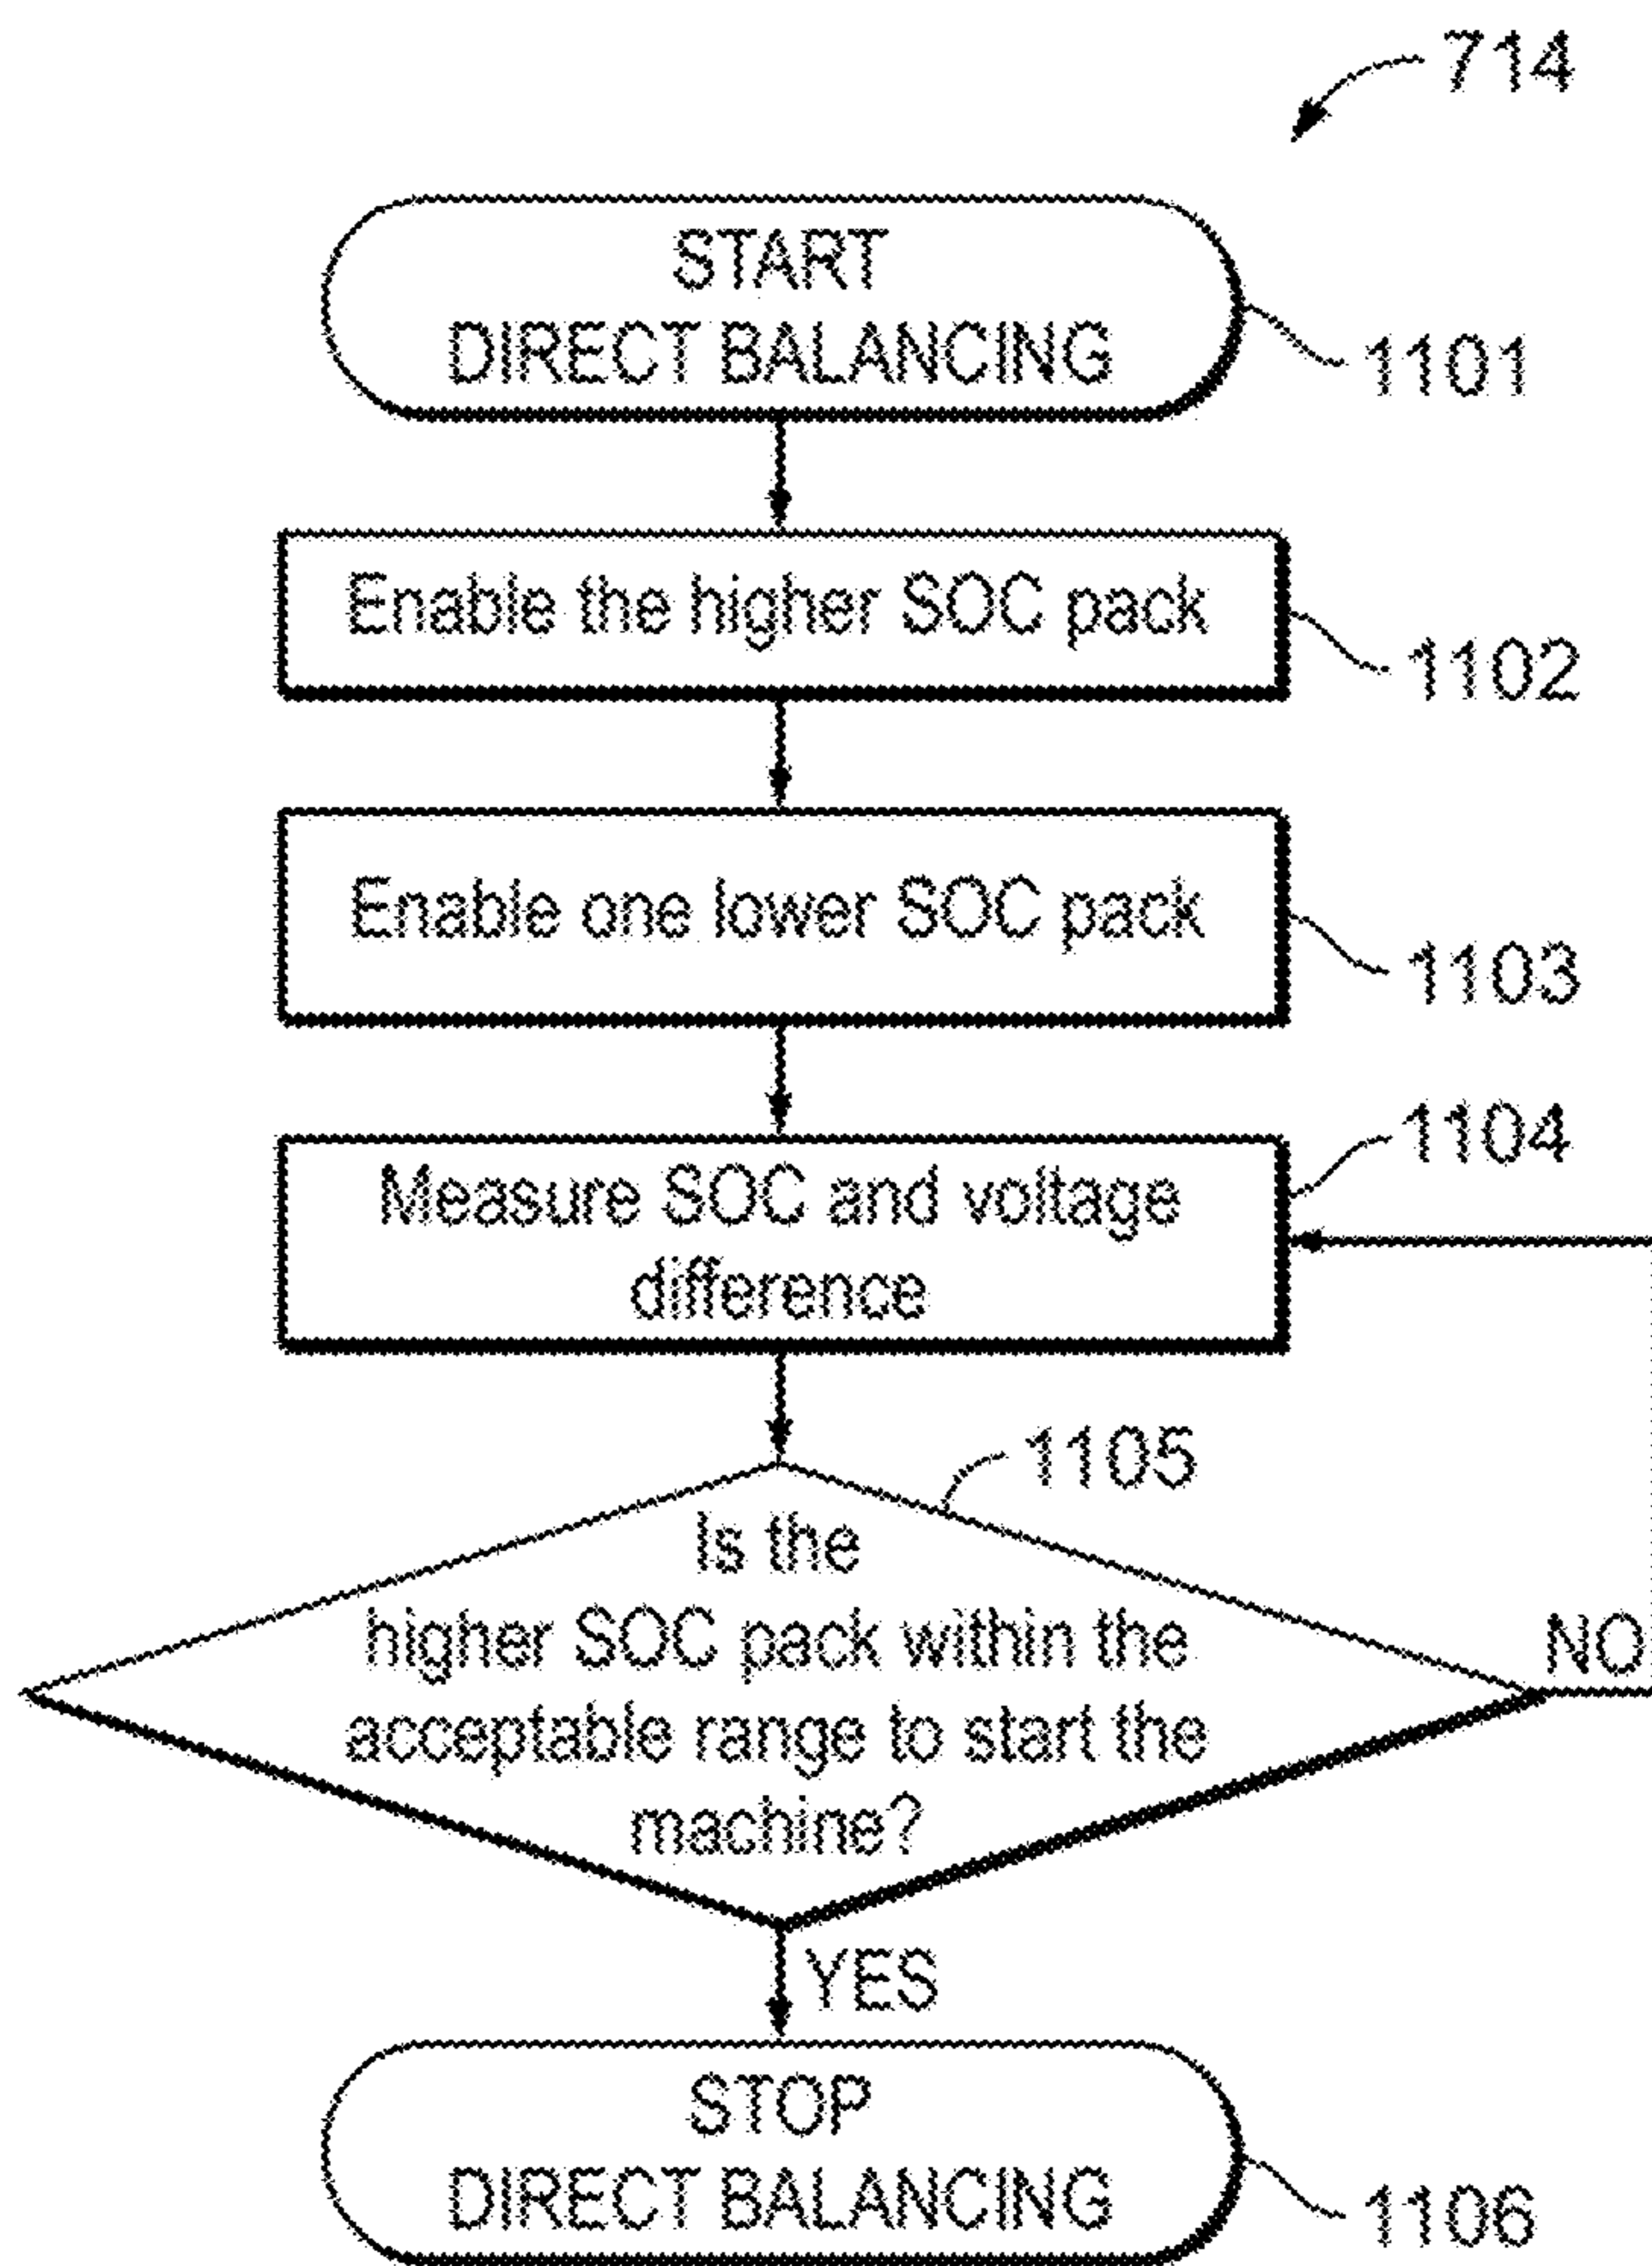 714
START
DIRECT BALANCING
1101
Enable the higher SOC pack
1102
Enable one lower SOC pack
1103
1104
Measure SOC and voltage
difference
1105
Is the
higher SOC pack within the
acceptable range to start the
machine?
NO
YES
STOP
DIRECT BALANCING
1106